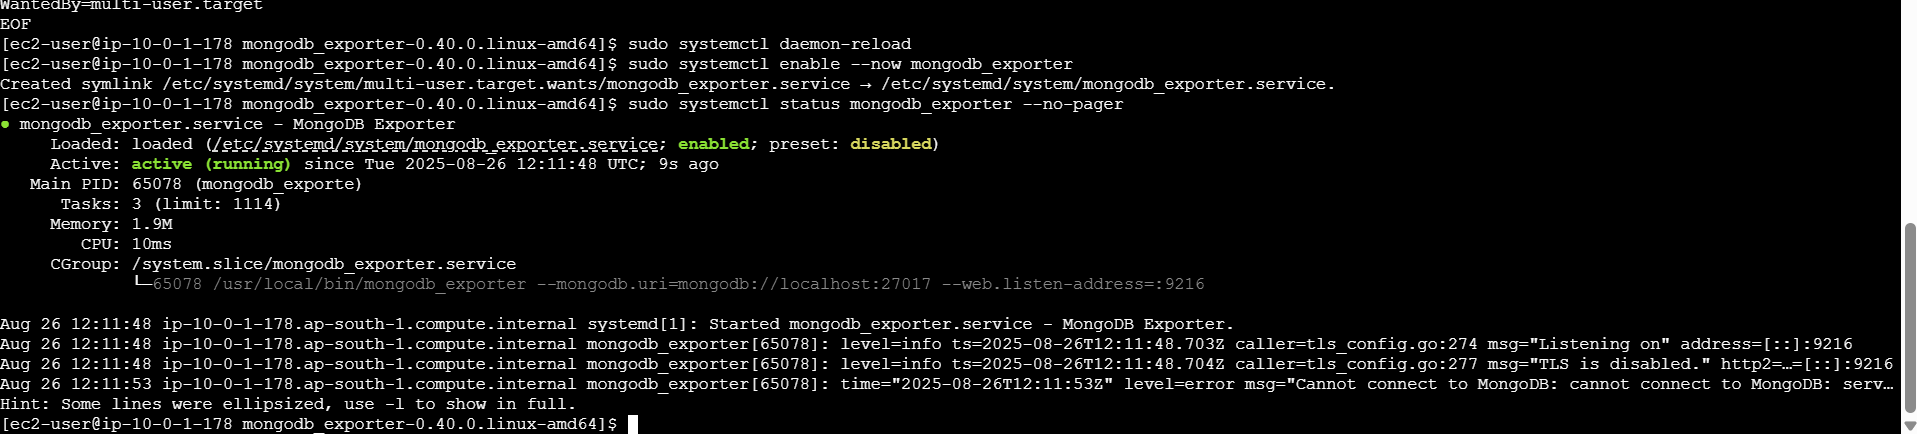 WantedBy=multi-user.target
EOF
[ec2-user@ip-10-0-1-178 mongodb_exporter-0.40.0.linux-amd64]$ sudo systemctl daemon-reload
[ec2-user@ip-10-0-1-178 mongodb_exporter-0.40.0.linux-amd64]$ sudo systemctl enable --now mongodb_exporter
Created symlink /etc/systemd/system/multi-user.target.wants/mongodb_exporter.service → /etc/systemd/system/mongodb_exporter.service.
[ec2-user@ip-10-0-1-178 mongodb_exporter-0.40.0.linux-amd64]$ sudo systemctl status mongodb_exporter --no-pager
● mongodb_exporter.service - MongoDB Exporter
Loaded: loaded (/etc/systemd/system/mongodb_exporter.service; enabled; preset: disabled)
Active: active (running) since Tue 2025-08-26 12:11:48 UTC; 9s ago
Main PID: 65078 (mongodb_exporte)
Tasks: 3 (limit: 1114)
Memory: 1.9M
CPU: 10ms
CGroup: /system.slice/mongodb_exporter.service
└─65078 /usr/local/bin/mongodb_exporter --mongodb.uri=mongodb://localhost:27017 --web.listen-address=:9216
Aug 26 12:11:48 ip-10-0-1-178.ap-south-1.compute.internal systemd[1]: Started mongodb_exporter.service - MongoDB Exporter.
Aug 26 12:11:48 ip-10-0-1-178.ap-south-1.compute.internal mongodb_exporter[65078]: level=info ts=2025-08-26T12:11:48.703Z caller=tls_config.go:274 msg="Listening on" address=[::]:9216
Aug 26 12:11:48 ip-10-0-1-178.ap-south-1.compute.internal mongodb_exporter[65078]: level=info ts=2025-08-26T12:11:48.704Z caller=tls_config.go:277 msg="TLS is disabled." http2=…=[::]:9216
Aug 26 12:11:53 ip-10-0-1-178.ap-south-1.compute.internal mongodb_exporter[65078]: time="2025-08-26T12:11:53Z" level=error msg="Cannot connect to MongoDB: cannot connect to MongoDB: serv…
Hint: Some lines were ellipsized, use -l to show in full.
[ec2-user@ip-10-0-1-178 mongodb_exporter-0.40.0.linux-amd64]$